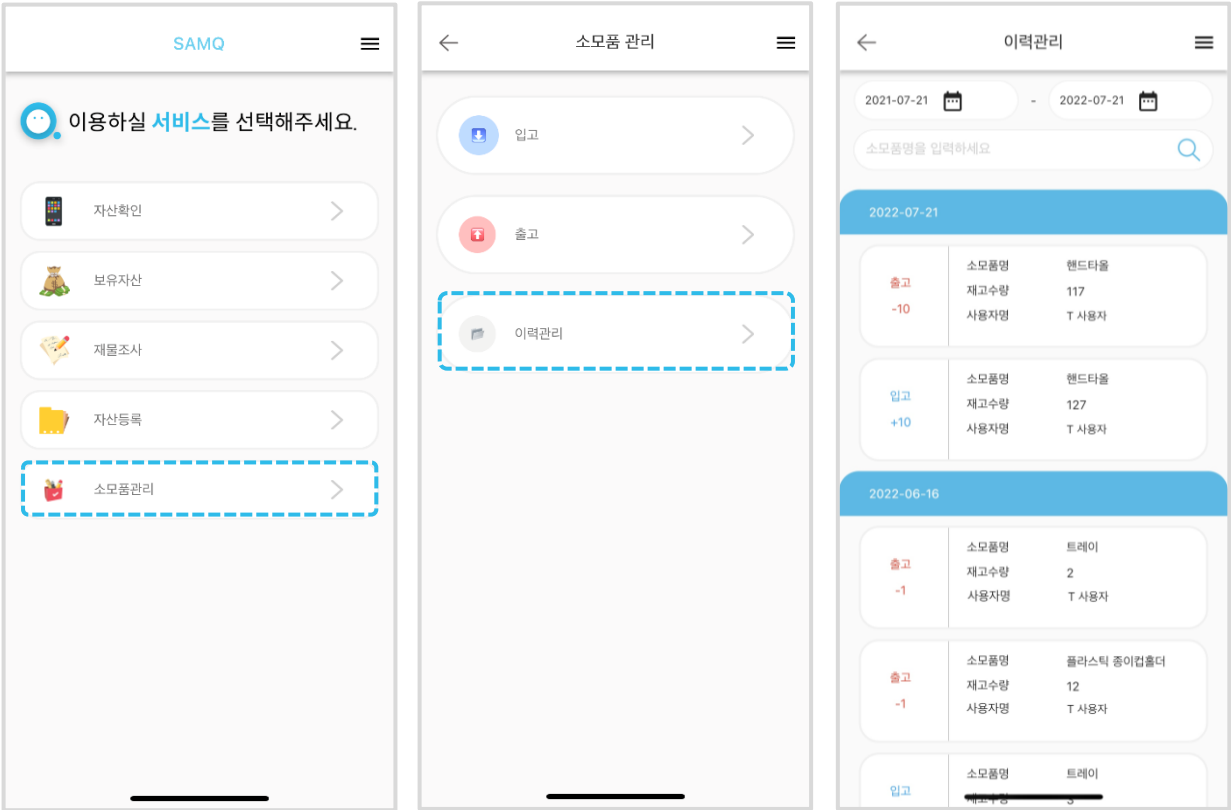 SAMQ
이용하실 서비스를 선택해주세요.
자산확인
보유자산
재물조사
자산등록
소모품관리
소모품 관리
입고
출고
이력관리
이력관리
2021-07-21 - 2022-07-21
소모품명을 입력하세요
2022-07-21
출고
-10
소모품명 핸드타올
재고수량 117
사용자명 T 사용자
입고
+10
소모품명 핸드타올
재고수량 127
사용자명 T 사용자
2022-06-16
출고
-1
소모품명 트레이
재고수량 2
사용자명 T 사용자
출고
-1
소모품명 플라스틱 종이컵홀더
재고수량 12
사용자명 T 사용자
입고
소모품명 트레이
재고수량 3